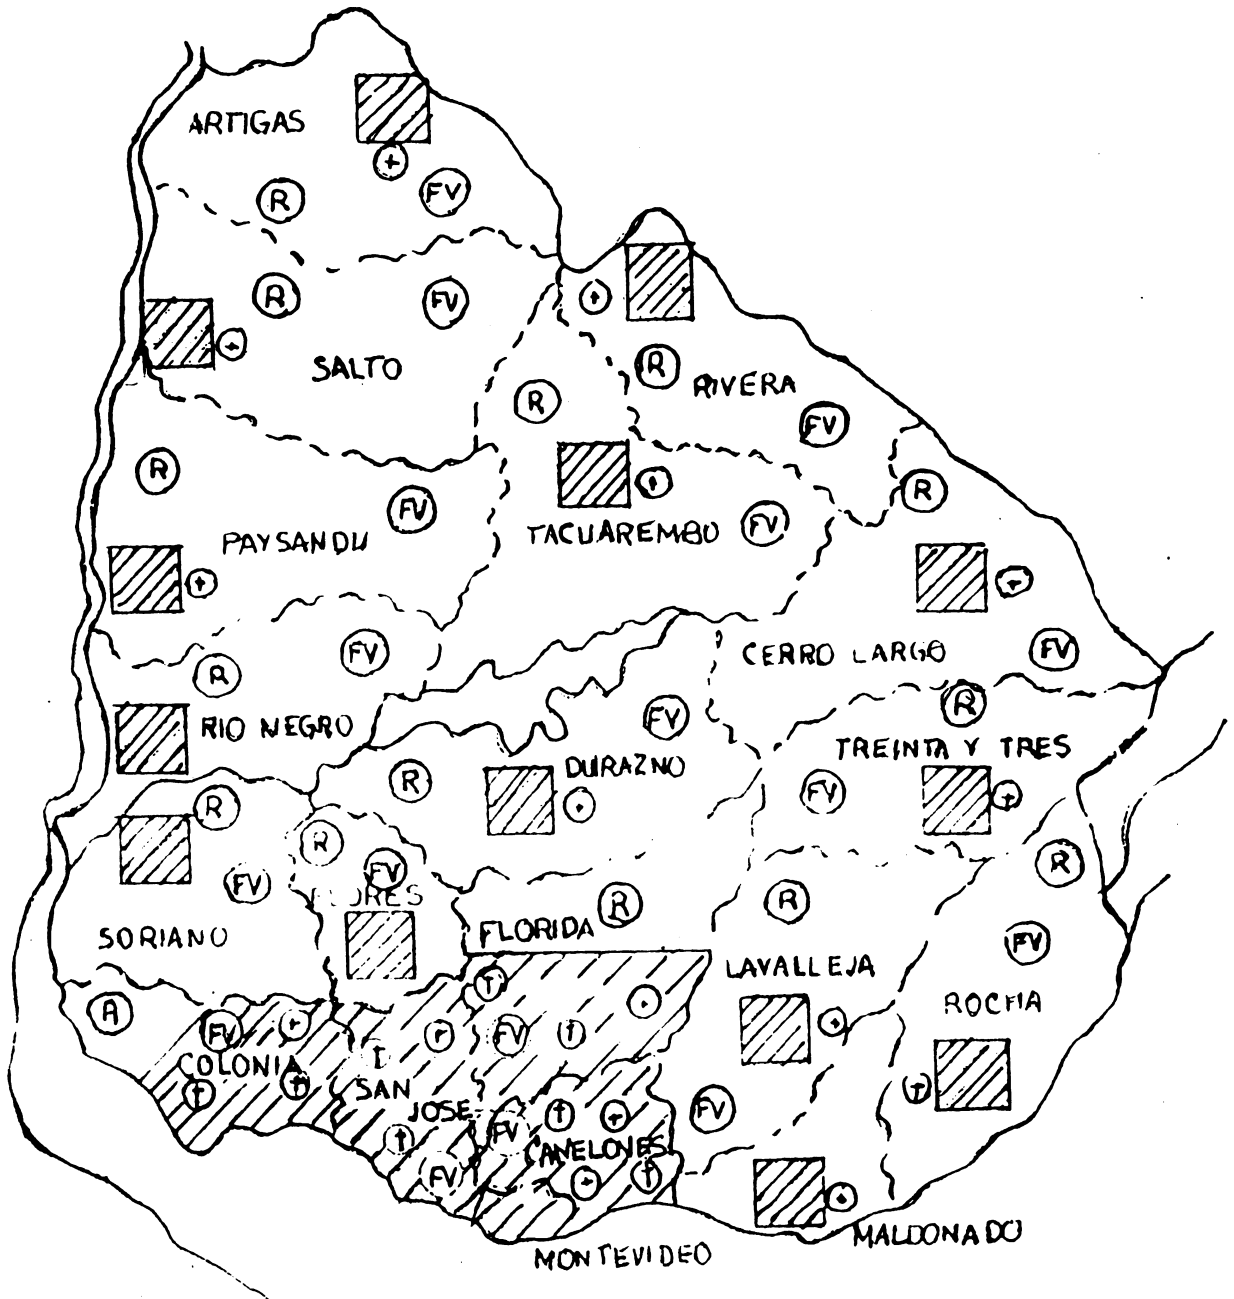 ARTIGAS
+
R
FV
R
FV
+
SALTO
+
R
RIVERA
FV
R
+
TACUAREMBO
FV
R
R
FV
PAYSANDU
+
+
CERRO LARGO
FV
FV
R
RIO NEGRO
R
TREINTA Y TRES
FV
DURAZNO
R
FV
+
R
R
FV
FV
R
R
R
FLORIDA
SORIANO
FV
LAVALLEJA
+
ROCHA
A
FV
FV
COLONIA
SAN
JOSE
FV
FV
CANELONES
FV
MALDONADO
+
MONTEVIDEO